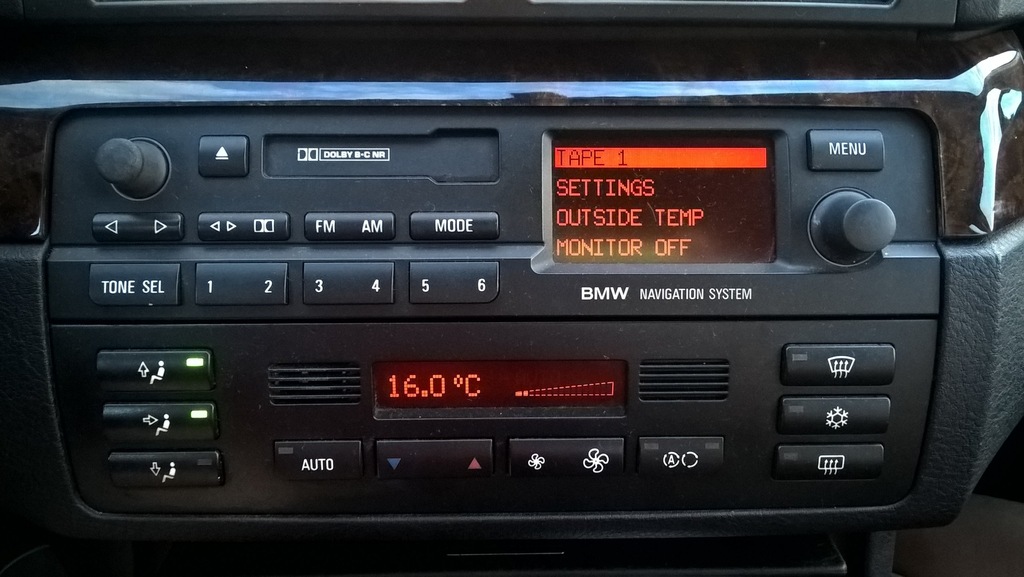 DOLBY B-C NR
TAPE 1
MENU
SETTINGS
OUTSIDE TEMP
MONITOR OFF
FM AM
MODE
TONE SEL
1 2
3 4
5 6
BMW NAVIGATION SYSTEM
16.0 ºC
AUTO
A